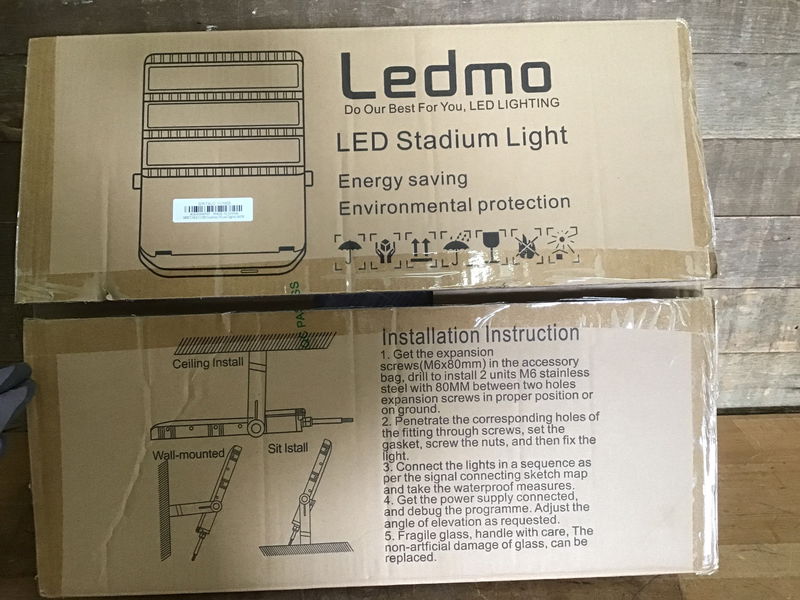 Ledmo
Do Our Best For You, LED LIGHTING
LED Stadium Light
Energy saving
Environmental protection
Ceiling Install
Wall-mounted
Sit Istall
Installation Instruction
1. Get the expansion
screws(M6x80mm) in the accessory
bag, drill to install 2 units M6 stainless
steel with 80MM between two holes
expansion screws in proper position or
on ground.
2. Penetrate the corresponding holes of
the fitting through screws, set the
gasket, screw the nuts, and then fix the
light.
3. Connect the lights in a sequence as
per the signal connecting sketch map
and take the waterproof measures.
4. Get the power supply connected,
and debug the programme. Adjust the
angle of elevation as requested.
5. Fragile glass, handle with care, The
non-artficial damage of glass, can be
replaced.